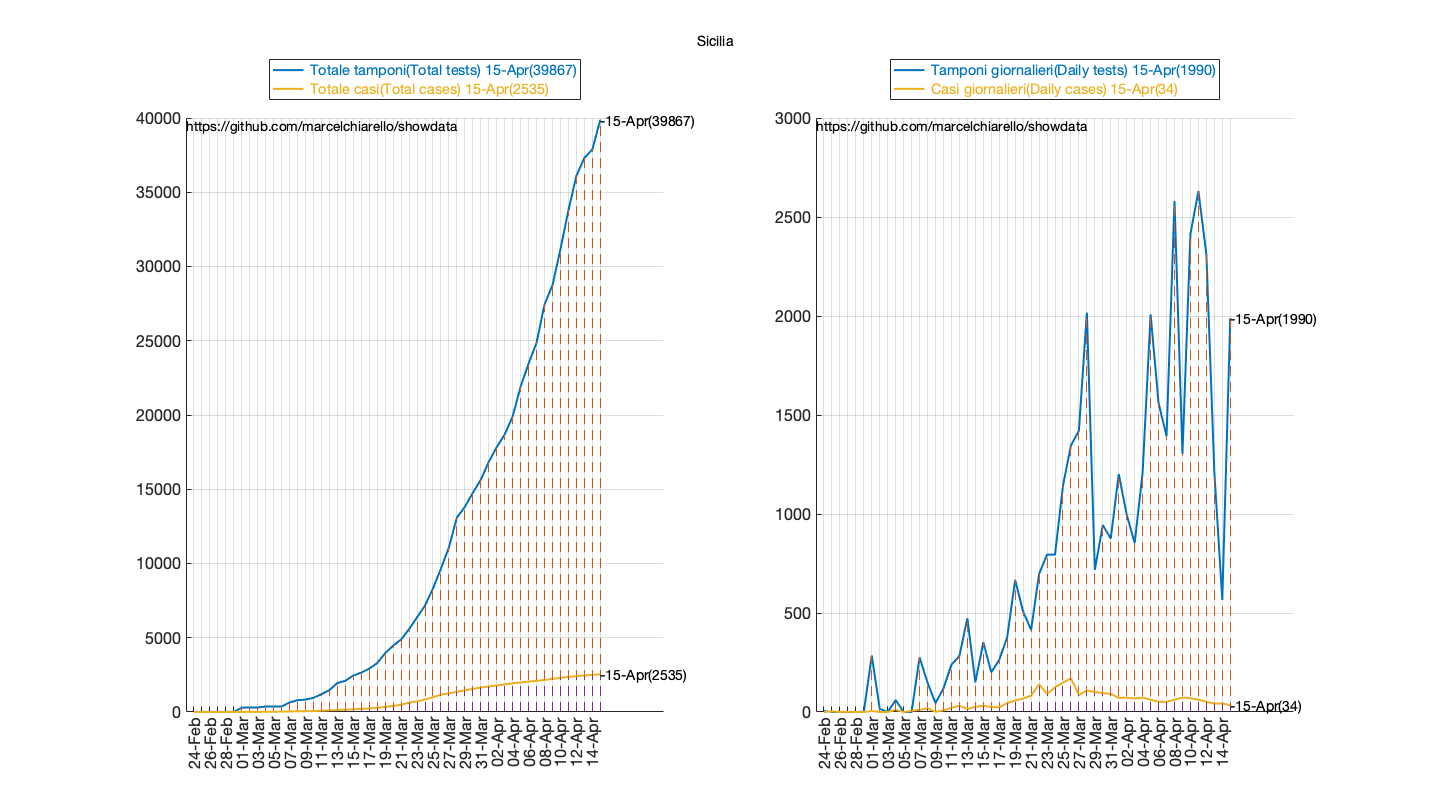 Sicilia
Totale tamponi(Total tests) 15-Apr(39867)
Totale casi(Total cases) 15-Apr(2535)
40000
35000
30000
25000
20000
15000
10000
5000
0
https://github.com/marcelchiarello/showdata
15-Apr(39867)
15-Apr(2535)
24-Feb
26-Feb
28-Feb
01-Mar
03-Mar
05-Mar
07-Mar
09-Mar
11-Mar
13-Mar
15-Mar
17-Mar
19-Mar
21-Mar
23-Mar
25-Mar
27-Mar
29-Mar
31-Mar
02-Apr
04-Apr
06-Apr
08-Apr
10-Apr
12-Apr
14-Apr
Tamponi giornalieri(Daily tests) 15-Apr(1990)
Casi giornalieri(Daily cases) 15-Apr(34)
3000
2500
2000
1500
1000
500
0
https://github.com/marcelchiarello/showdata
15-Apr(1990)
15-Apr(34)
24-Feb
26-Feb
28-Feb
01-Mar
03-Mar
05-Mar
07-Mar
09-Mar
11-Mar
13-Mar
15-Mar
17-Mar
19-Mar
21-Mar
23-Mar
25-Mar
27-Mar
29-Mar
31-Mar
02-Apr
04-Apr
06-Apr
08-Apr
10-Apr
12-Apr
14-Apr